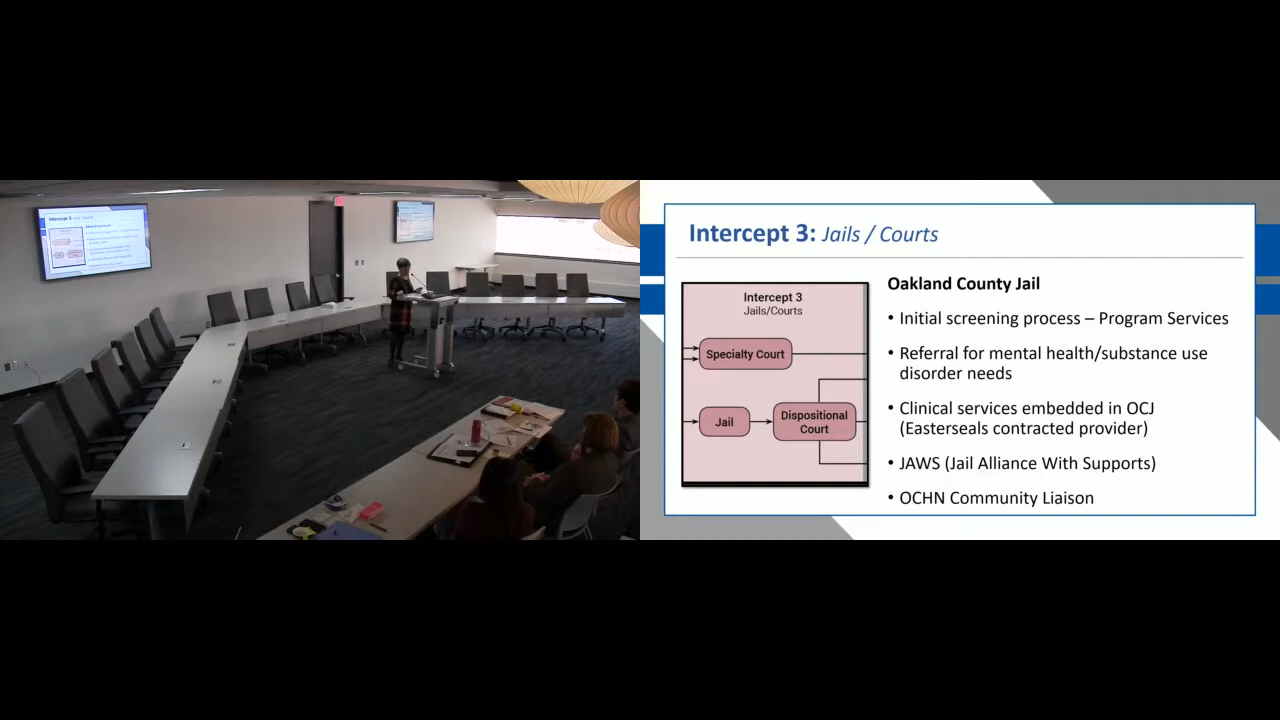 Intercept 3: Jails / Courts
Intercept 3
Jails/Courts
Specialty Court
Jail
Dispositional
Court
Oakland County Jail
• Initial screening process – Program Services
• Referral for mental health/substance use
disorder needs
• Clinical services embedded in OCJ
(Easterseals contracted provider)
• JAWS (Jail Alliance With Supports)
• OCHN Community Liaison